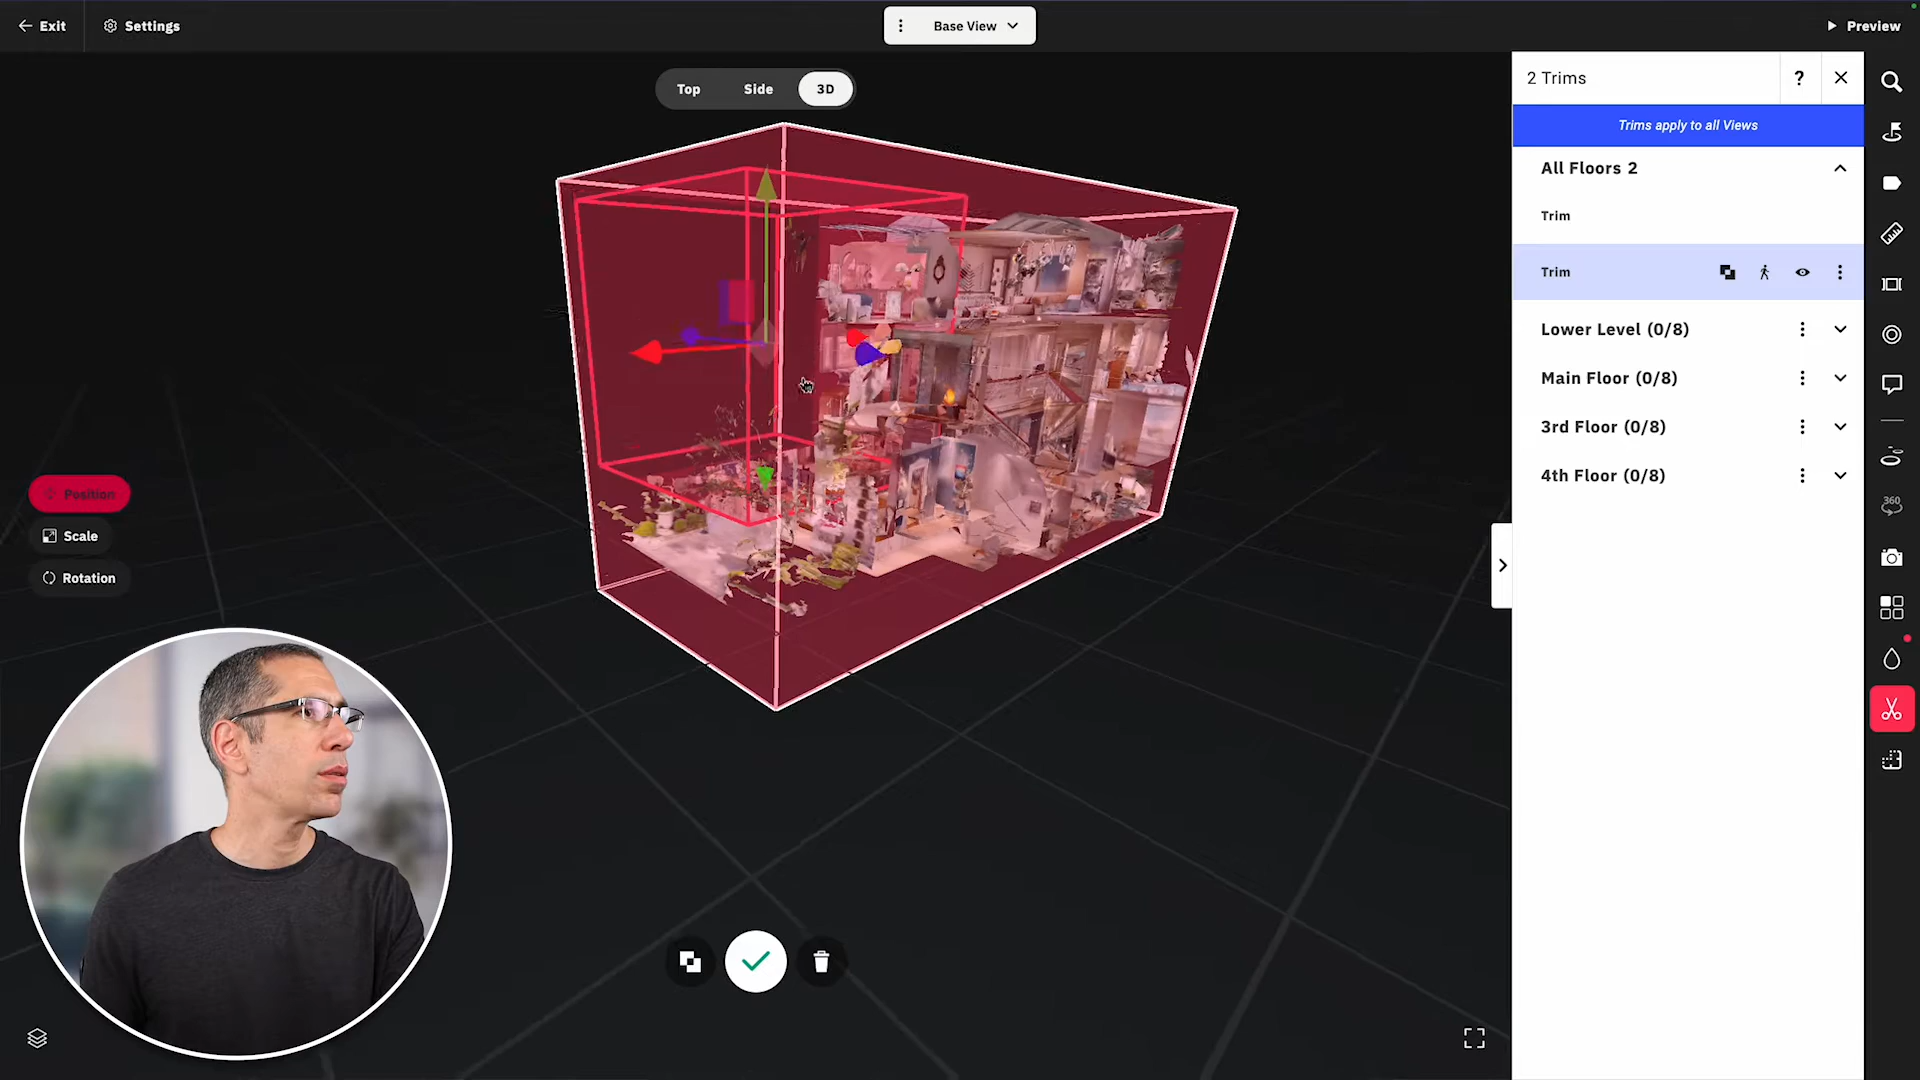 Exit
Settings
Base View
Preview
Top
Side
3D
2 Trims
?
Trims apply to all Views
All Floors 2
Trim
Trim
Lower Level (0/8)
Main Floor (0/8)
3rd Floor (0/8)
4th Floor (0/8)
360
Position
Scale
Rotation